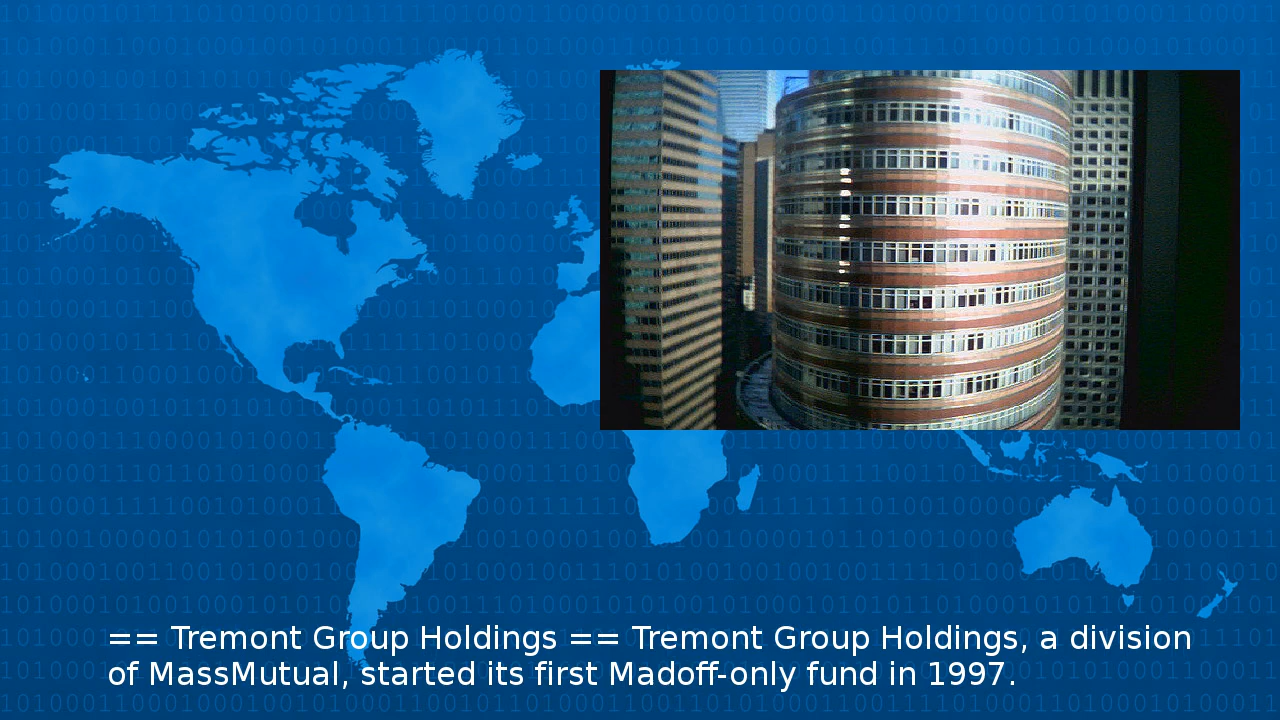 == Tremont Group Holdings == Tremont Group Holdings, a division
of MassMutual, started its first Madoff-only fund in 1997.